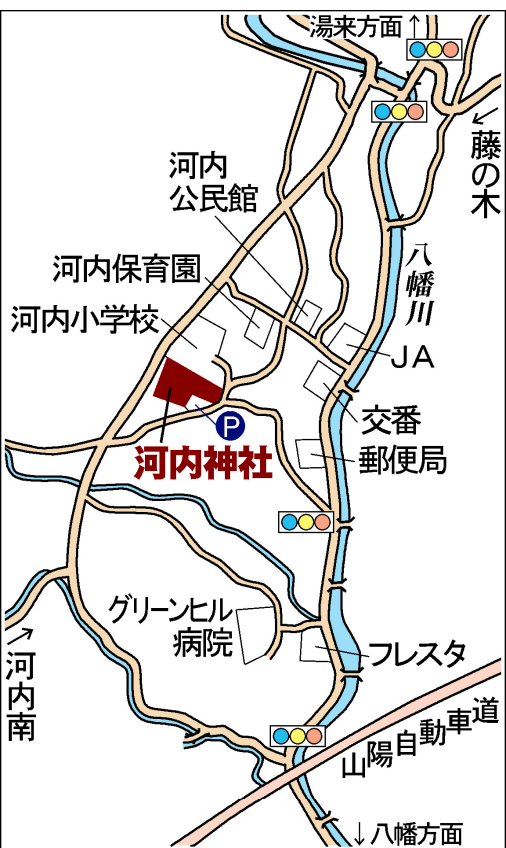 湯来方面↑
←藤の木
河内
公民館
八幡川
河内保育園
河内小学校
JA
P
交番
河内神社
郵便局
グリーンヒル
病院
フレスタ
→河内南
山陽自動車道
↓八幡方面